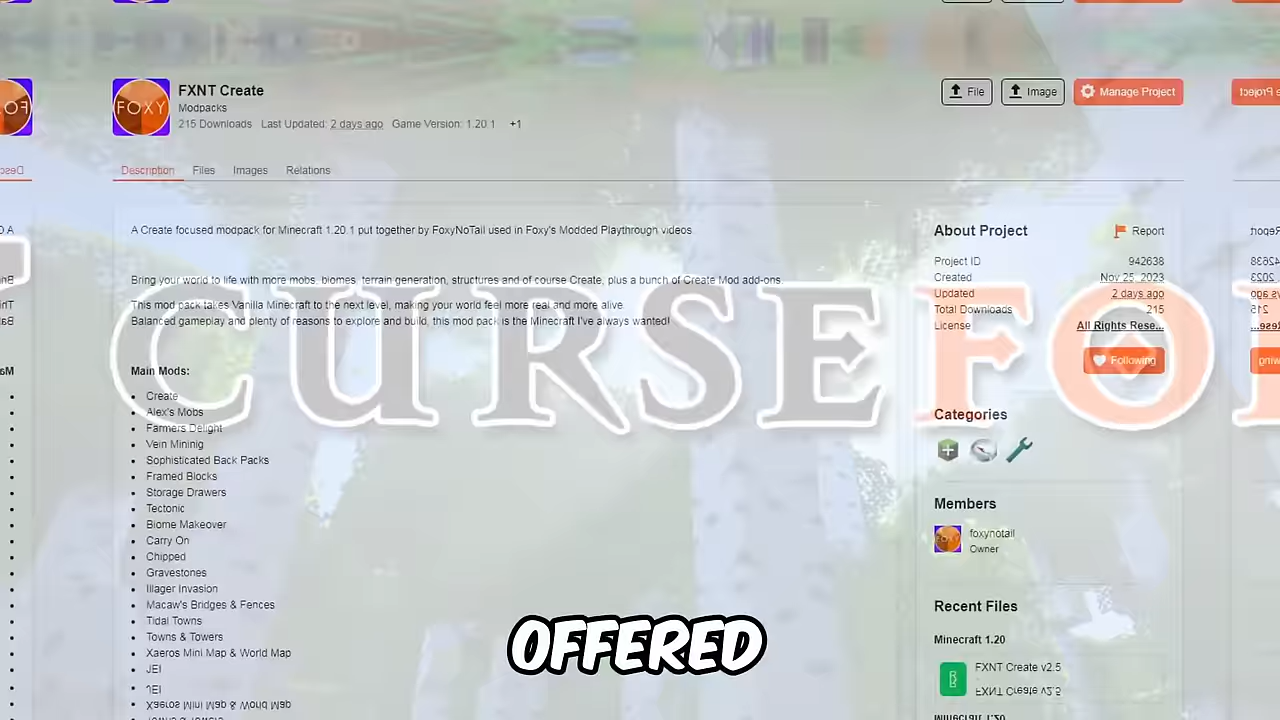 FOXY
FXNT Create
Modpacks
215 Downloads Last Updated: 2 days ago Game Version: 1.20.1 +1
File
Image
Manage Project
Description
Files
Images
Relations
A Create focused modpack for Minecraft 1.20.1 put together by FoxyNoTail used in Foxy's Modded Playthrough videos.
Bring your world to life with more mobs, biomes, terrain generation, structures and of course Create, plus a bunch of Create Mod add-ons.
This mod pack takes Vanilla Minecraft to the next level, making your world feel more real and more alive.
Balanced gameplay and plenty of reasons to explore and build, this mod pack is the Minecraft I've always wanted!
Main Mods:
Create
Alex's Mobs
Farmers Delight
Vein Mininig
Sophisticated Back Packs
Framed Blocks
Storage Drawers
Tectonic
Biome Makeover
Carry On
Chipped
Gravestones
Illager Invasion
Macaw's Bridges & Fences
Tidal Towns
Towns & Towers
Xaeros Mini Map & World Map
JEI
About Project
Report
Project ID 942638
Created Nov 25, 2023
Updated 2 days ago
Total Downloads 215
License All Rights Rese...
Following
Categories
Members
foxynotail
Owner
Recent Files
Minecraft 1.20
R
FXNT Create v2.5
CURSEFO
OFFERED